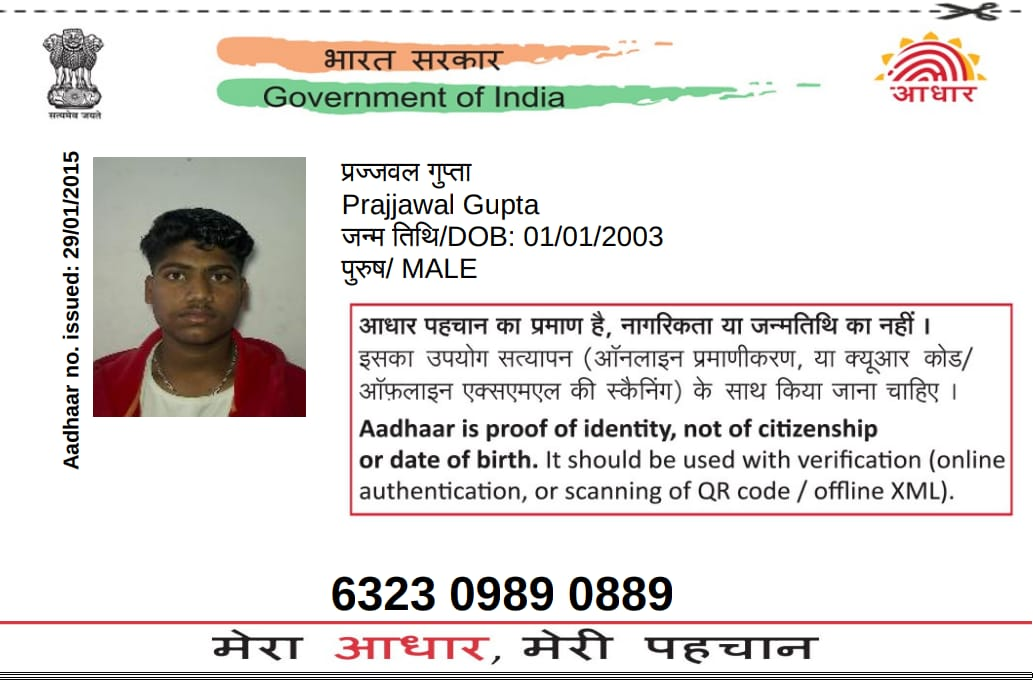 भारत सरकार
Government of India
सत्यमेव जयते
आधार
Aadhaar no. issued: 29/01/2015
प्रज्जवल गुप्ता
Prajjawal Gupta
जन्म तिथि/DOB: 01/01/2003
पुरुष/ MALE
आधार पहचान का प्रमाण है, नागरिकता या जन्मतिथि का नहीं ।
इसका उपयोग सत्यापन (ऑनलाइन प्रमाणीकरण, या क्यूआर कोड/
ऑफ़लाइन एक्सएमएल की स्कैनिंग) के साथ किया जाना चाहिए ।
Aadhaar is proof of identity, not of citizenship
or date of birth. It should be used with verification (online
authentication, or scanning of QR code / offline XML).
6323 0989 0889
मेरा आधार, मेरी पहचान